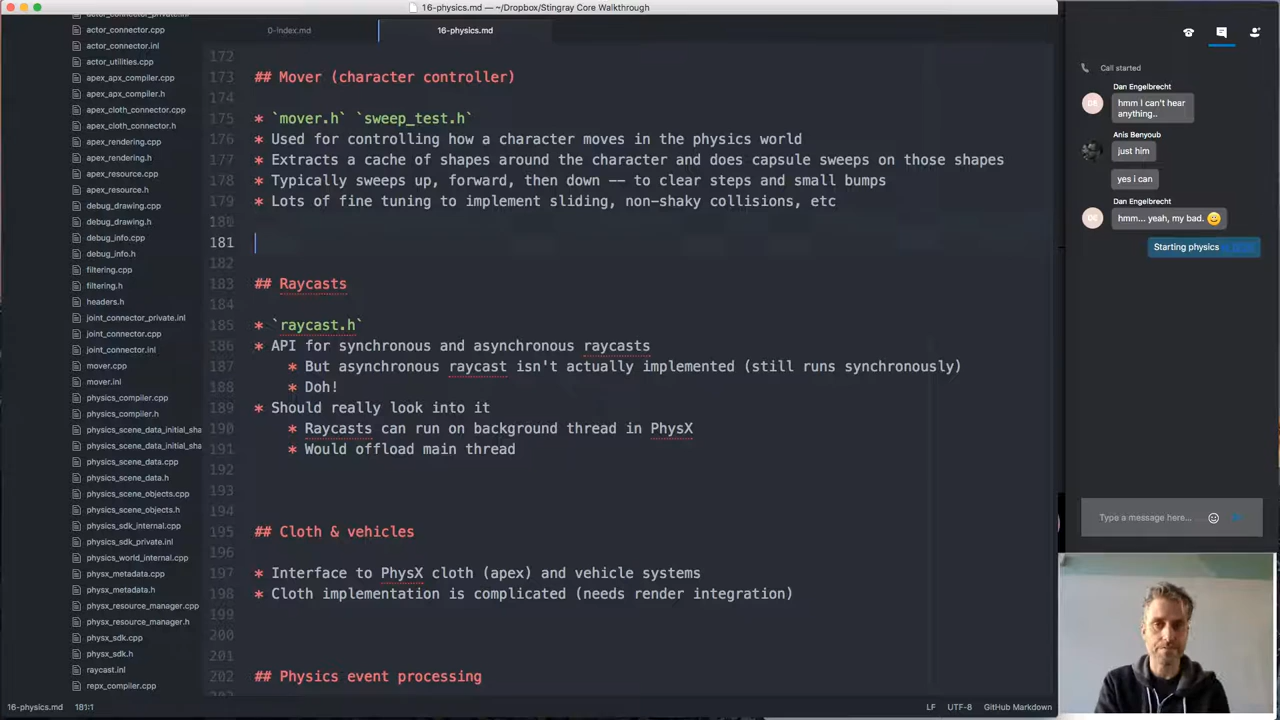 16-physics.md — ~/Dropbox/Stingray Core Walkthrough
0-index.md
16-physics.md
actor_connector.cpp
actor_connector.inl
actor_utilities.cpp
apex_apx_compiler.cpp
apex_apx_compiler.h
apex_cloth_connector.cpp
apex_cloth_connector.h
apex_rendering.cpp
apex_rendering.h
apex_resource.cpp
apex_resource.h
debug_drawing.cpp
debug_drawing.h
debug_info.cpp
debug_info.h
filtering.cpp
filtering.h
headers.h
joint_connector_private.inl
joint_connector.cpp
joint_connector.inl
mover.cpp
mover.inl
physics_compiler.cpp
physics_compiler.h
physics_scene_data_initial_sha
physics_scene_data_initial_sha
physics_scene_data.cpp
physics_scene_data.h
physics_scene_objects.cpp
physics_scene_objects.h
physics_sdk_internal.cpp
physics_sdk_private.inl
physics_world_internal.cpp
physx_metadata.cpp
physx_metadata.h
physx_resource_manager.cpp
physx_resource_manager.h
physx_sdk.cpp
physx_sdk.h
raycast.inl
repx_compiler.cpp
172
173 ## Mover (character controller)
174
175 * `mover.h` `sweep_test.h`
176 * Used for controlling how a character moves in the physics world
177 * Extracts a cache of shapes around the character and does capsule sweeps on those shapes
178 * Typically sweeps up, forward, then down -- to clear steps and small bumps
179 * Lots of fine tuning to implement sliding, non-shaky collisions, etc
180
181
182
183 ## Raycasts
184
185 * `raycast.h`
186 * API for synchronous and asynchronous raycasts
187 * But asynchronous raycast isn't actually implemented (still runs synchronously)
188 * Doh!
189 * Should really look into it
190 * Raycasts can run on background thread in PhysX
191 * Would offload main thread
192
193
194
195 ## Cloth & vehicles
196
197 * Interface to PhysX cloth (apex) and vehicle systems
198 * Cloth implementation is complicated (needs render integration)
199
200
201
202 ## Physics event processing
16-physics.md 181:1
LF UTF-8 GitHub Markdown
Call started
Dan Engelbrecht
DE
hmm I can't hear
anything..
Anis Benyoub
just him
yes i can
Dan Engelbrecht
DE
hmm... yeah, my bad.
Starting physics
Type a message here...